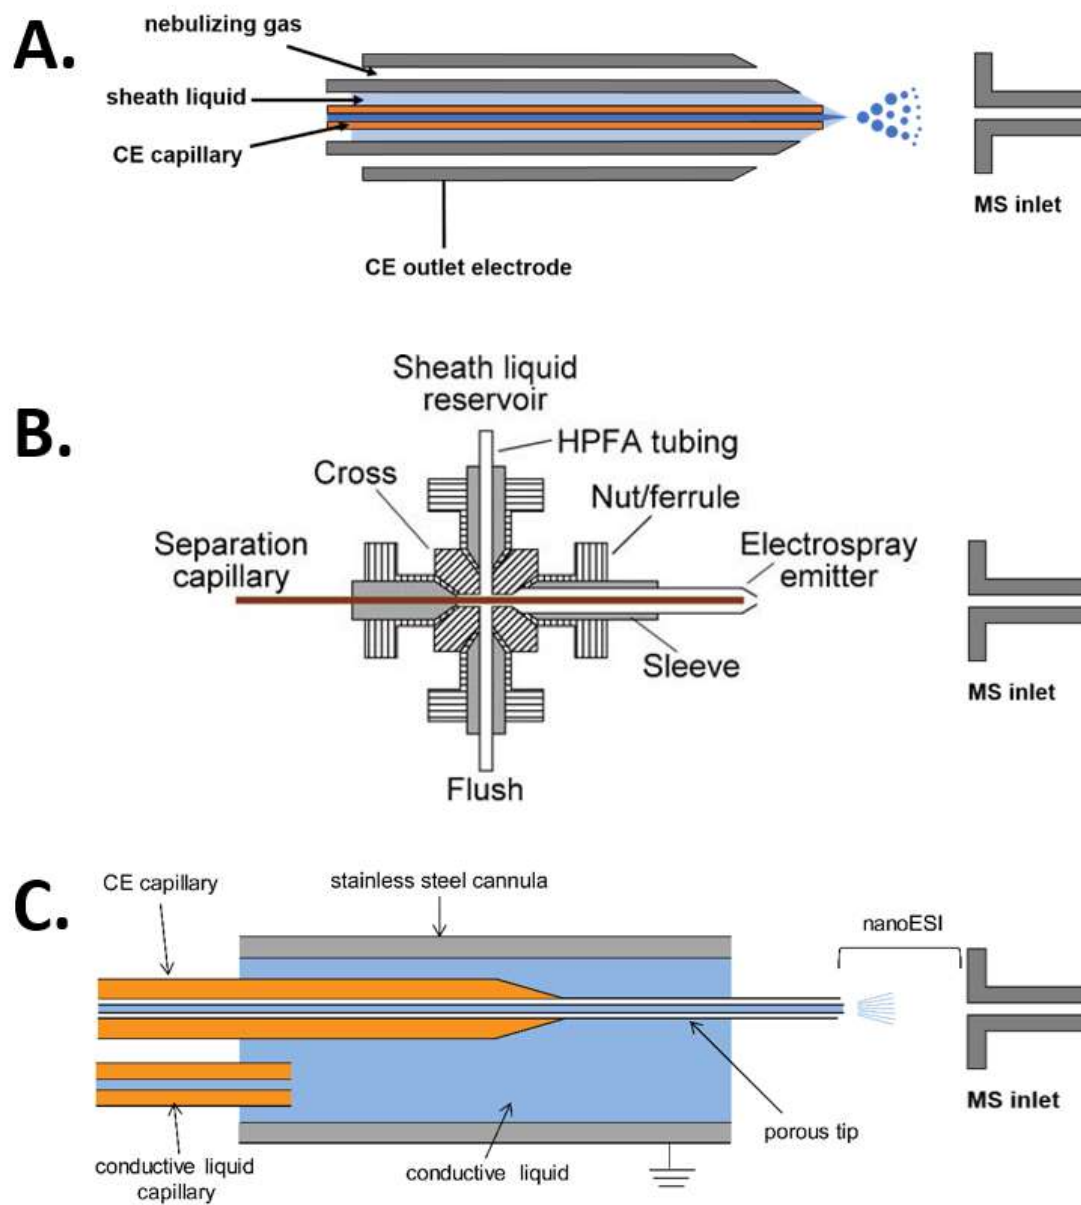 A.
nebulizing gas
sheath liquid
CE capillary
CE outlet electrode
MS inlet
B.
Sheath liquid
reservoir
HPFA tubing
Cross
Nut/ferrule
Separation
capillary
Electrospray
emitter
Sleeve
Flush
MS inlet
C.
CE capillary
stainless steel cannula
nanoESI
MS inlet
porous tip
conductive liquid
capillary
conductive liquid